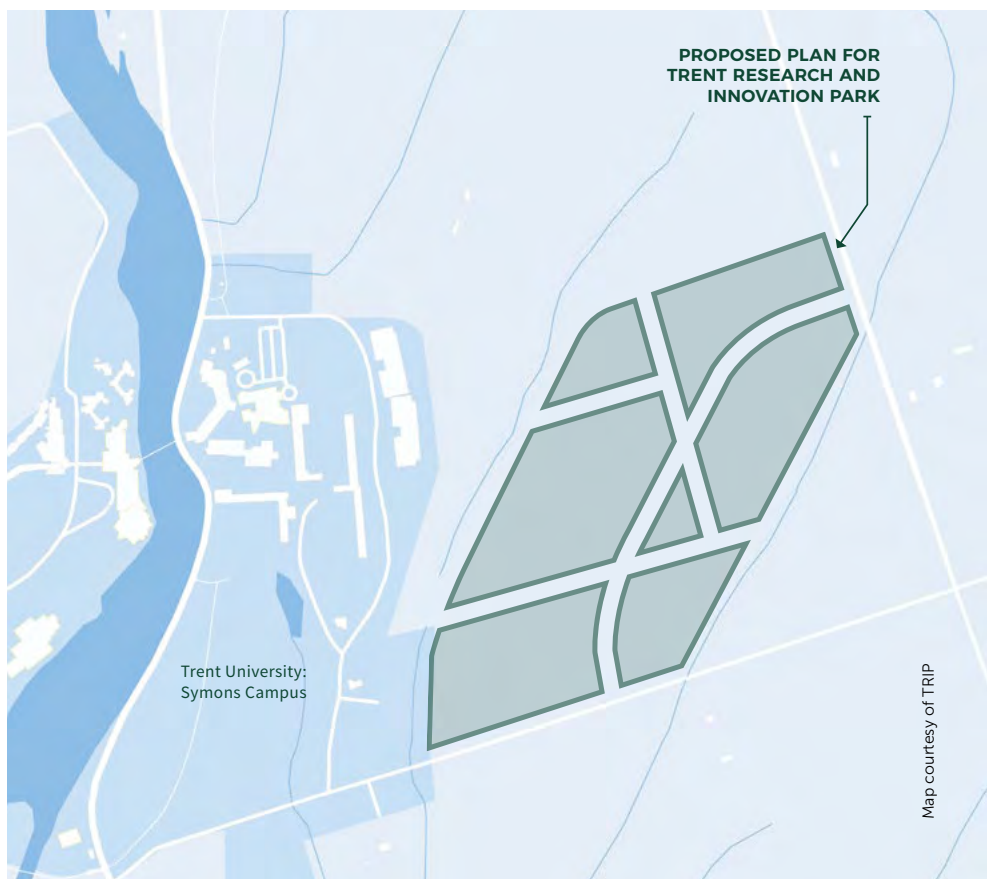 PROPOSED PLAN FOR
TRENT RESEARCH AND
INNOVATION PARK
Trent University:
Symons Campus
Map courtesy of TRIP